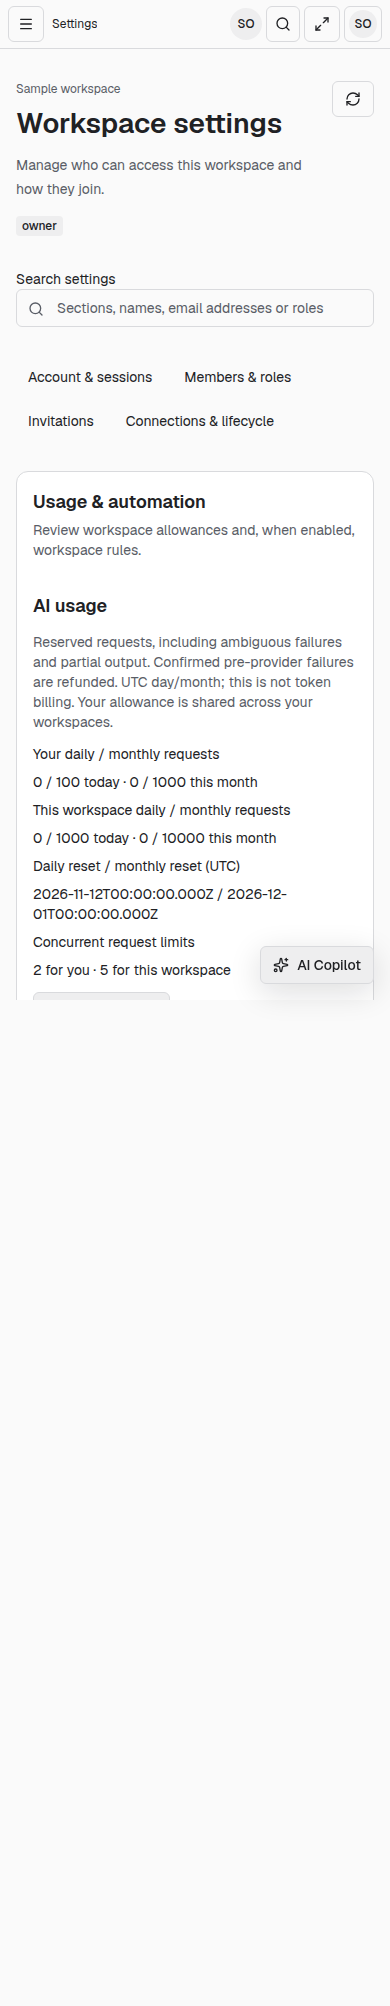 Settings
SO
SO
Sample workspace
Workspace settings
Manage who can access this workspace and
how they join.
owner
Search settings
Sections, names, email addresses or roles
Account & sessions
Members & roles
Invitations
Connections & lifecycle
Usage & automation
Review workspace allowances and, when enabled,
workspace rules.
AI usage
Reserved requests, including ambiguous failures
and partial output. Confirmed pre-provider failures
are refunded. UTC day/month; this is not token
billing. Your allowance is shared across your
workspaces.
Your daily / monthly requests
0 / 100 today · 0 / 1000 this month
This workspace daily / monthly requests
0 / 1000 today · 0 / 10000 this month
Daily reset / monthly reset (UTC)
2026-11-12T00:00:00.000Z / 2026-12-
01T00:00:00.000Z
Concurrent request limits
2 for you · 5 for this workspace
AI Copilot